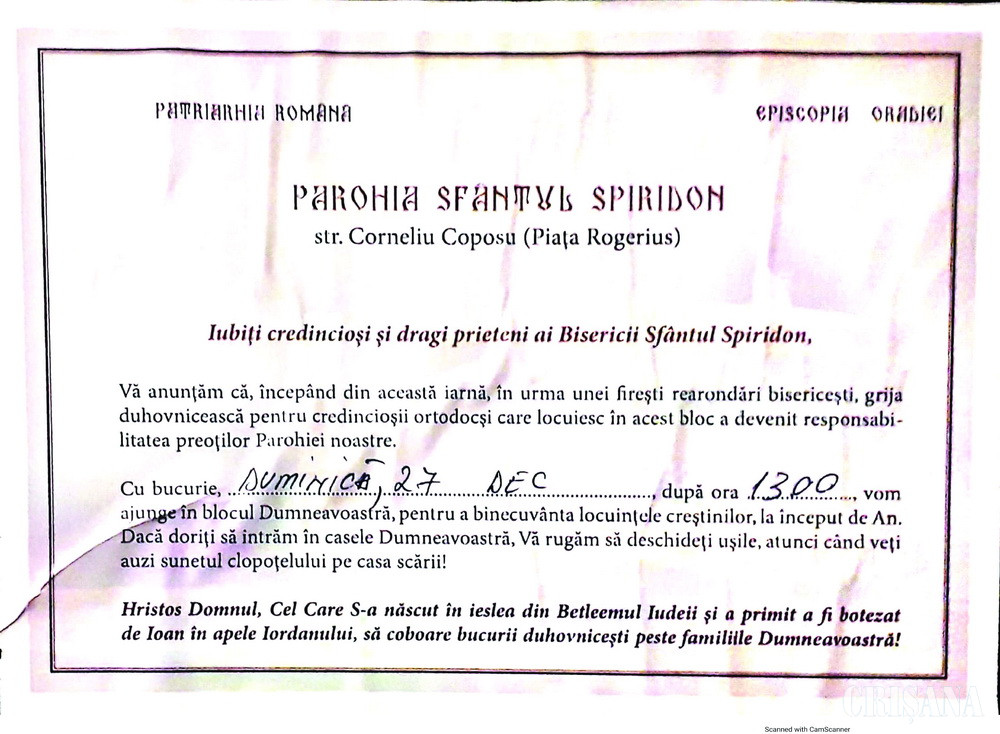 PATRIARHIA ROMÂNĂ
EPISCOPIA ORADIEI
PAROHIA SFÂNTUL SPIRIDON
str. Corneliu Coposu (Piața Rogerius)
Iubiți credincioși și dragi prieteni ai Bisericii Sfântul Spiridon,
Vă anunțăm că, începând din această iarnă, în urma unei firești rearondări bisericești, grija
duhovnicească pentru credincioșii ortodocși care locuiesc în acest bloc a devenit responsabi-
litatea preoților Parohiei noastre.
Cu bucurie, DUMINICĂ, 27 DEC, după ora 1300, vom
ajunge în blocul Dumneavoastră, pentru a binecuvânta locuințele creștinilor, la început de An.
Dacă doriți să intrăm în casele Dumneavoastră, Vă rugăm să deschideți ușile, atunci când veți
auzi sunetul clopoțelului pe casa scării!
Hristos Domnul, Cel Care S-a născut în ieslea din Betleemul Iudeii și a primit a fi botezat
de Ioan în apele Iordanului, să coboare bucurii duhovnicești peste familiile Dumneavoastră!
CRIȘANA
Scanned with CamScanner